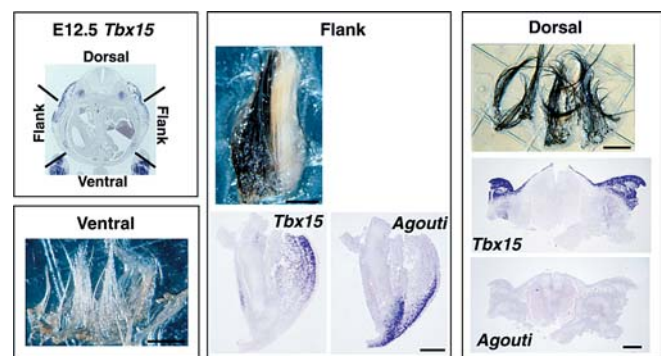 E12.5 Tbx15
Dorsal
Flank
Flank
Ventral
Ventral
Flank
Tbx15
Agouti
Dorsal
Tbx15
Agouti